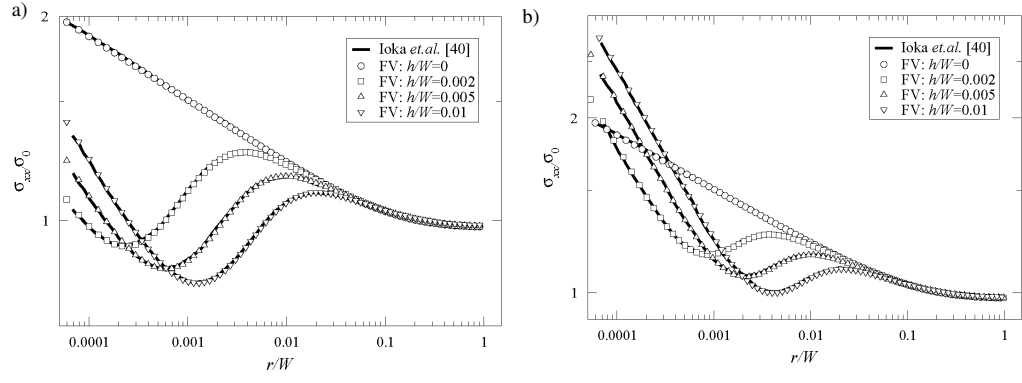 a)
2
1
σxx/σ0
Ioka et.al. [40]
FV: h/W=0
FV: h/W=0.002
FV: h/W=0.005
FV: h/W=0.01
0.0001
0.001
0.01
0.1
1
r/W
b)
2
1
σxx/σ0
Ioka et.al. [40]
FV: h/W=0
FV: h/W=0.002
FV: h/W=0.005
FV: h/W=0.01
0.0001
0.001
0.01
0.1
1
r/W